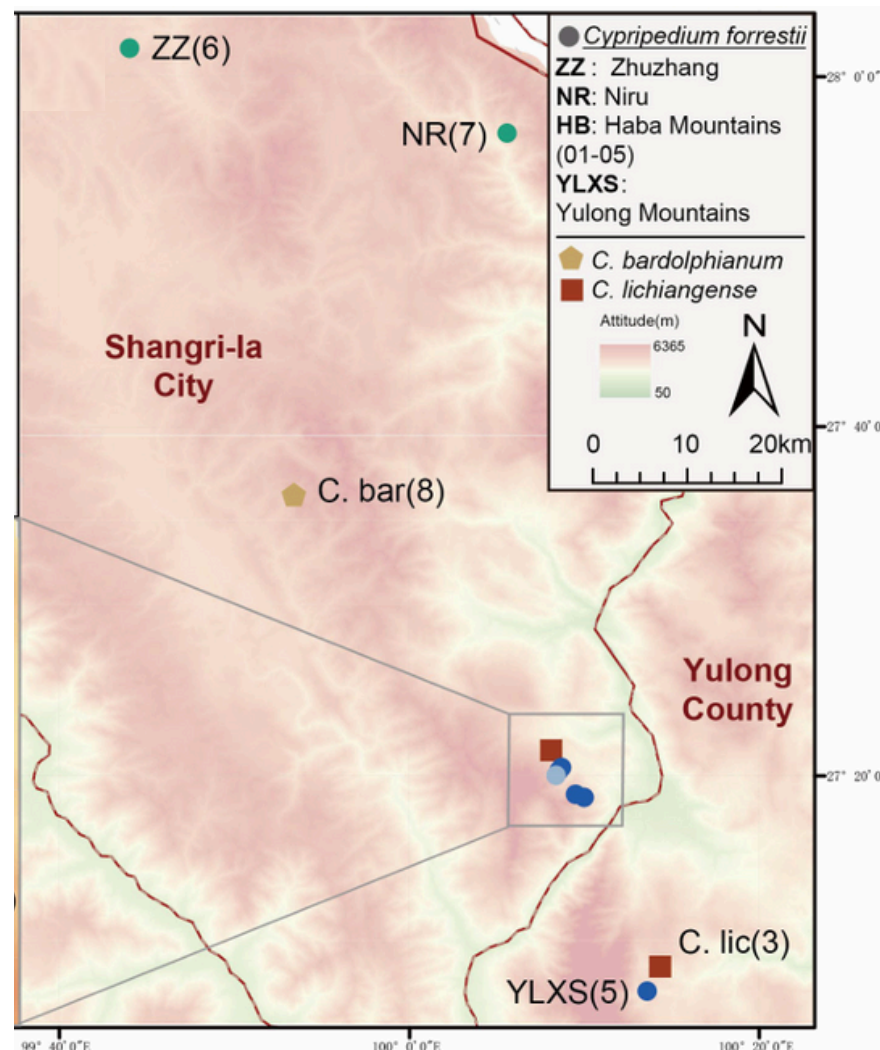 ZZ(6)
NR(7)
Cypripedium forrestii
ZZ : Zhuzhang
NR: Niru
HB: Haba Mountains
(01-05)
YLXS:
Yulong Mountains
C. bardolphianum
C. lichiangense
Attitude(m)
6365
50
N
0 10 20km
28° 0′0″
Shangri-la
City
27° 40′0
C. bar(8)
Yulong
County
27° 20′0
C. lic(3)
YLXS(5)
99° 40′0″E
100° 0′0″E
100° 20′0″E